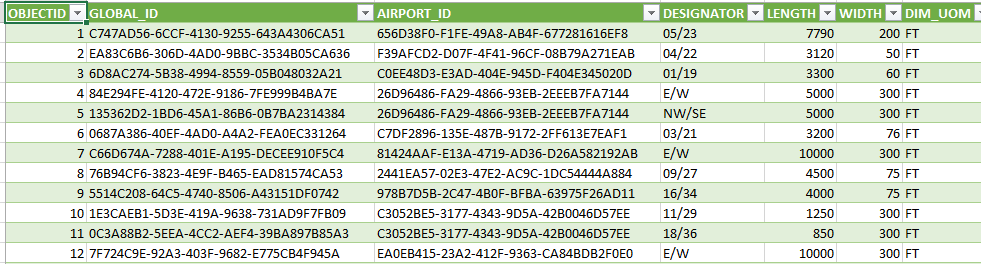 OBJECTID GLOBAL_ID AIRPORT_ID DESIGNATOR LENGTH WIDTH DIM_UOM
1 C747AD56-6CCF-4130-9255-643A4306CA51 656D38F0-F1FE-49A8-AB4F-677281616EF8 05/23 7790 200 FT
2 EA83C6B6-306D-4AD0-9BBC-3534B05CA636 F39AFCD2-D07F-4F41-96CF-08B79A271EAB 04/22 3120 50 FT
3 6D8AC274-5B38-4994-8559-05B048032A21 C0EE48D3-E3AD-404E-945D-F404E345020D 01/19 3300 60 FT
4 84E294FE-4120-472E-9186-7FE999B4BA7E 26D96486-FA29-4866-93EB-2EEEB7FA7144 E/W 5000 300 FT
5 135362D2-1BD6-45A1-86B6-0B7BA2314384 26D96486-FA29-4866-93EB-2EEEB7FA7144 NW/SE 5000 300 FT
6 0687A386-40EF-4AD0-A4A2-FEA0EC331264 C7DF2896-135E-487B-9172-2FF613E7EAF1 03/21 3200 76 FT
7 C66D674A-7288-401E-A195-DECEE910F5C4 81424AAF-E13A-4719-AD36-D26A582192AB E/W 10000 300 FT
8 76B94CF6-3823-4E9F-B465-EAD81574CA53 2441EA57-02E3-47E2-AC9C-1DC54444A884 09/27 4500 75 FT
9 5514C208-64C5-4740-8506-A43151DF0742 978B7D5B-2C47-4B0F-BFBA-63975F26AD11 16/34 4000 75 FT
10 1E3CAEB1-5D3E-419A-9638-731AD9F7FB09 C3052BE5-3177-4343-9D5A-42B0046D57EE 11/29 1250 300 FT
11 0C3A88B2-5EEA-4CC2-AEF4-39BA897B85A3 C3052BE5-3177-4343-9D5A-42B0046D57EE 18/36 850 300 FT
12 7F724C9E-92A3-403F-9682-E775CB4F945A EA0EB415-23A2-412F-9363-CA84BDB2F0E0 E/W 10000 300 FT